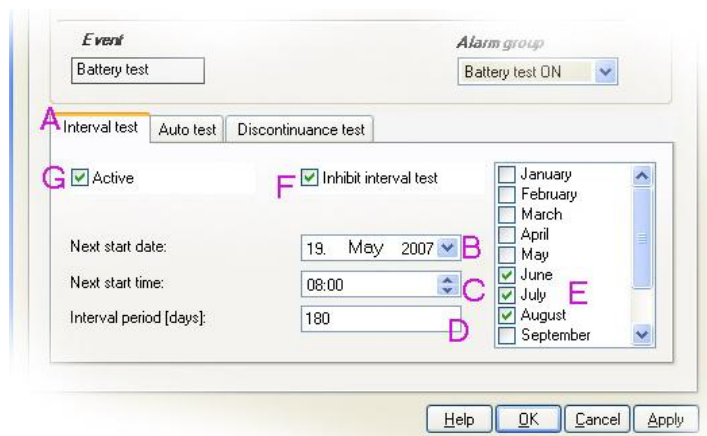 Event
Alarm group
Battery test
Battery test ON
A
Interval test
Auto test
Discontinuance test
G
Active
F
Inhibit interval test
January
February
March
April
May
June
July
August
September
E
Next start date:
19. May 2007
B
Next start time:
08:00
C
Interval period [days]:
180
D
Help
OK
Cancel
Apply